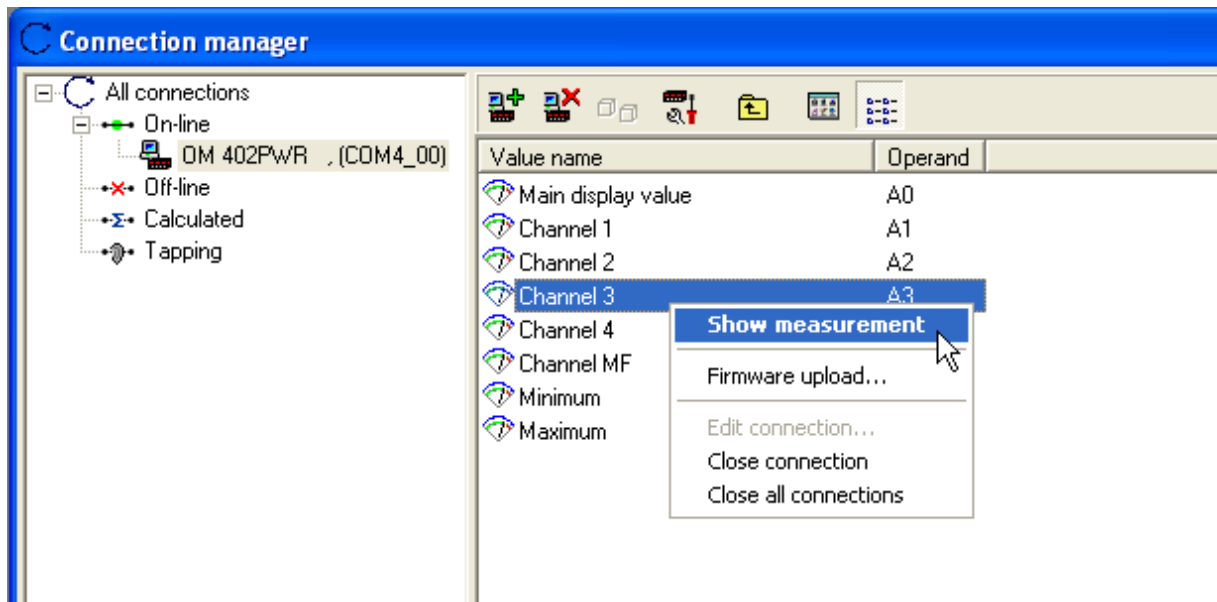 Connection manager
All connections
On-line
OM 402PWR , (COM4_00)
Off-line
Calculated
Tapping
Value name Operand
Main display value A0
Channel 1 A1
Channel 2 A2
Channel 3 A3
Channel 4
Channel MF
Minimum
Maximum
Show measurement
Firmware upload...
Edit connection...
Close connection
Close all connections